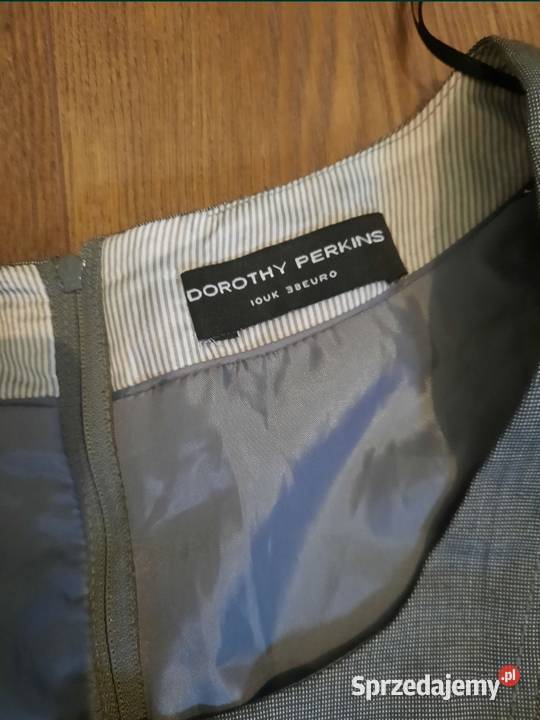 DOROTHY PERKINS
10UK 38EURO
Sprzedajemy.pl